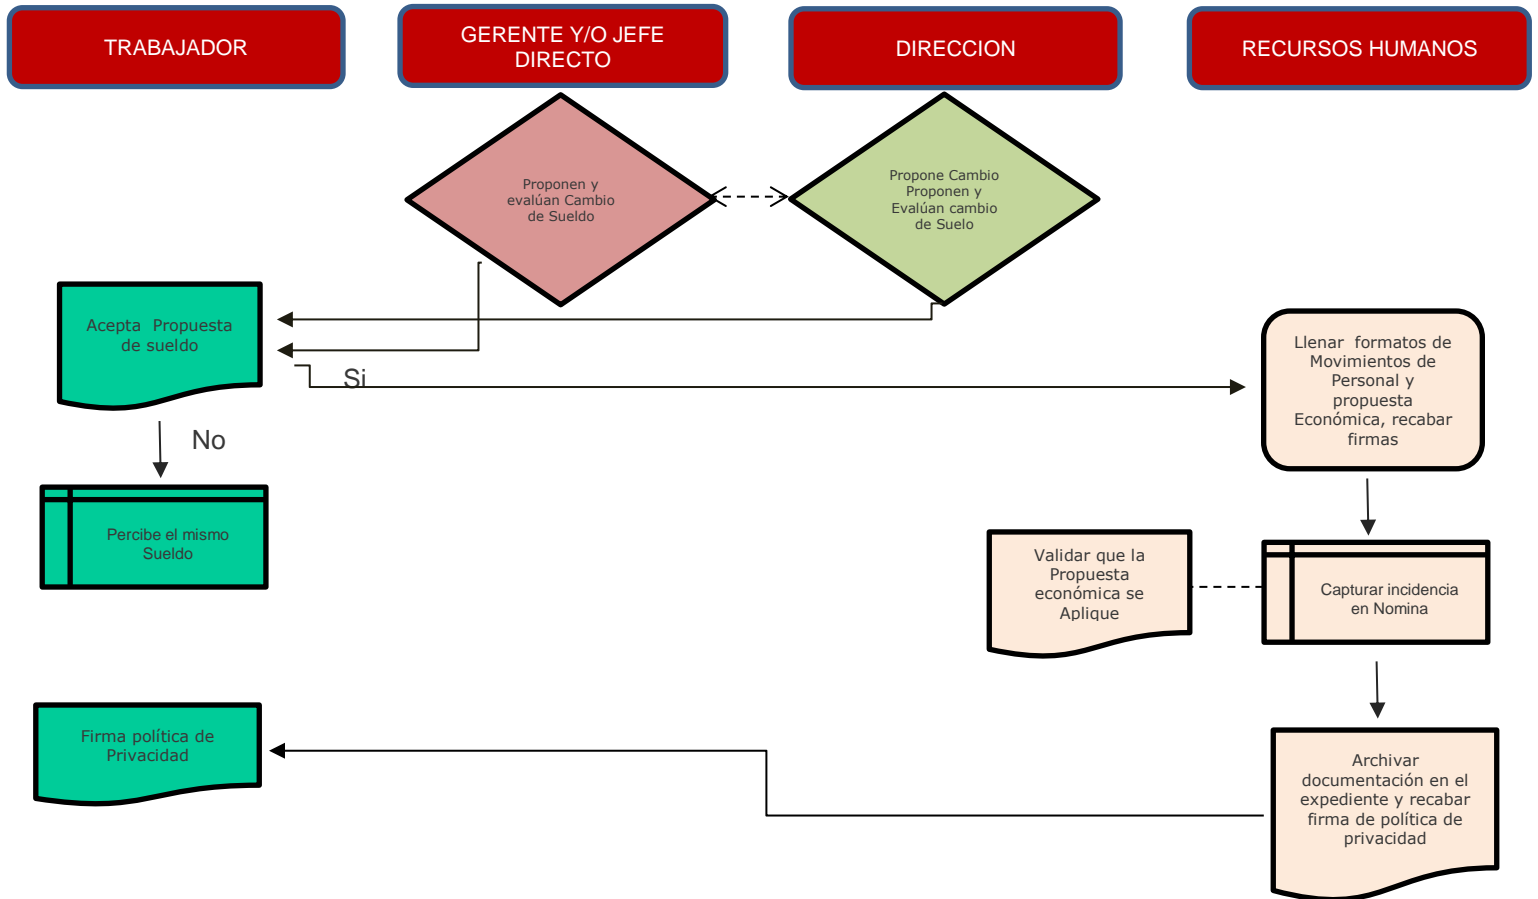 TRABAJADOR
GERENTE Y/O JEFE
DIRECTO
DIRECCION
RECURSOS HUMANOS
Proponen y
evalúan Cambio
de Sueldo
Propone Cambio
Proponen y
Evalúan cambio
de Suelo
Acepta Propuesta
de sueldo
Si
No
Llenar formatos de
Movimientos de
Personal y
propuesta
Económica, recabar
firmas
Percibe el mismo
Sueldo
Validar que la
Propuesta
económica se
Aplique
Capturar incidencia
en Nomina
Firma política de
Privacidad
Archivar
documentación en el
expediente y recabar
firma de política de
privacidad